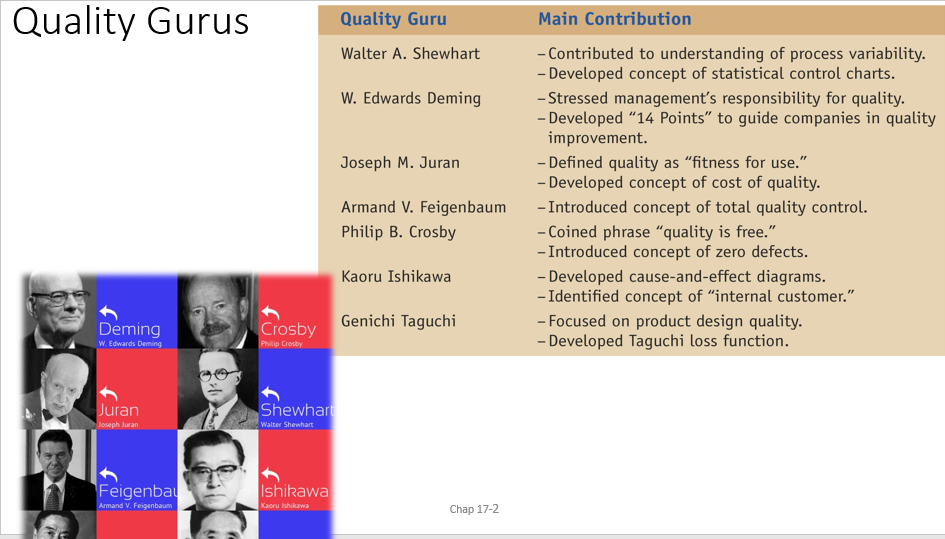 Quality Gurus
Quality Guru Main Contribution
Walter A. Shewhart – Contributed to understanding of process variability.
– Developed concept of statistical control charts.
W. Edwards Deming – Stressed management’s responsibility for quality.
– Developed “14 Points” to guide companies in quality
improvement.
Joseph M. Juran – Defined quality as “fitness for use.”
– Developed concept of cost of quality.
Armand V. Feigenbaum – Introduced concept of total quality control.
Philip B. Crosby – Coined phrase “quality is free.”
– Introduced concept of zero defects.
Kaoru Ishikawa – Developed cause-and-effect diagrams.
– Identified concept of “internal customer.”
Genichi Taguchi – Focused on product design quality.
– Developed Taguchi loss function.
Deming
W. Edwards Deming
Crosby
Philip Crosby
Juran
Joseph Juran
Shewhart
Walter Shewhart
Feigenbau
Armand V. Feigenbaum
Ishikawa
Kaoru Ishikawa
Chap 17-2